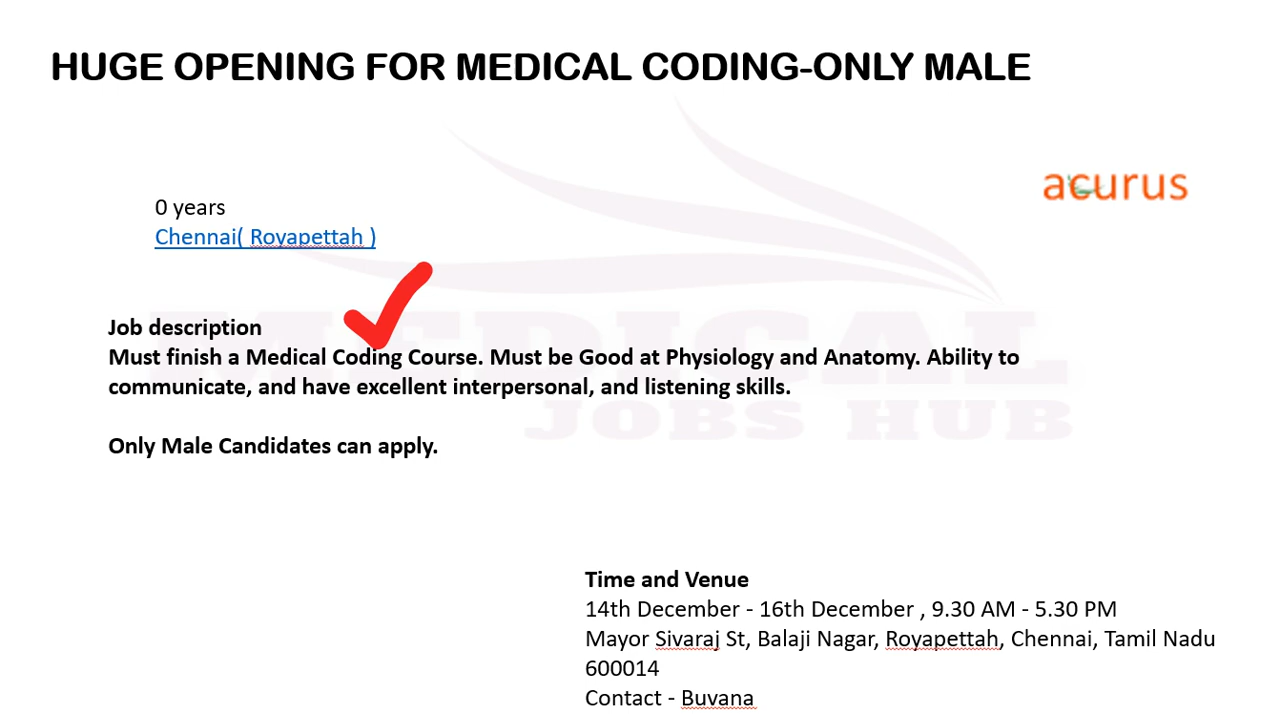 HUGE OPENING FOR MEDICAL CODING-ONLY MALE
acurus
0 years
Chennai( Royapettah )
Job description
Must finish a Medical Coding Course. Must be Good at Physiology and Anatomy. Ability to
communicate, and have excellent interpersonal, and listening skills.
Only Male Candidates can apply.
MEDICAL
JOBS HUB
Time and Venue
14th December - 16th December , 9.30 AM - 5.30 PM
Mayor Sivaraj St, Balaji Nagar, Royapettah, Chennai, Tamil Nadu
600014
Contact - Buvana